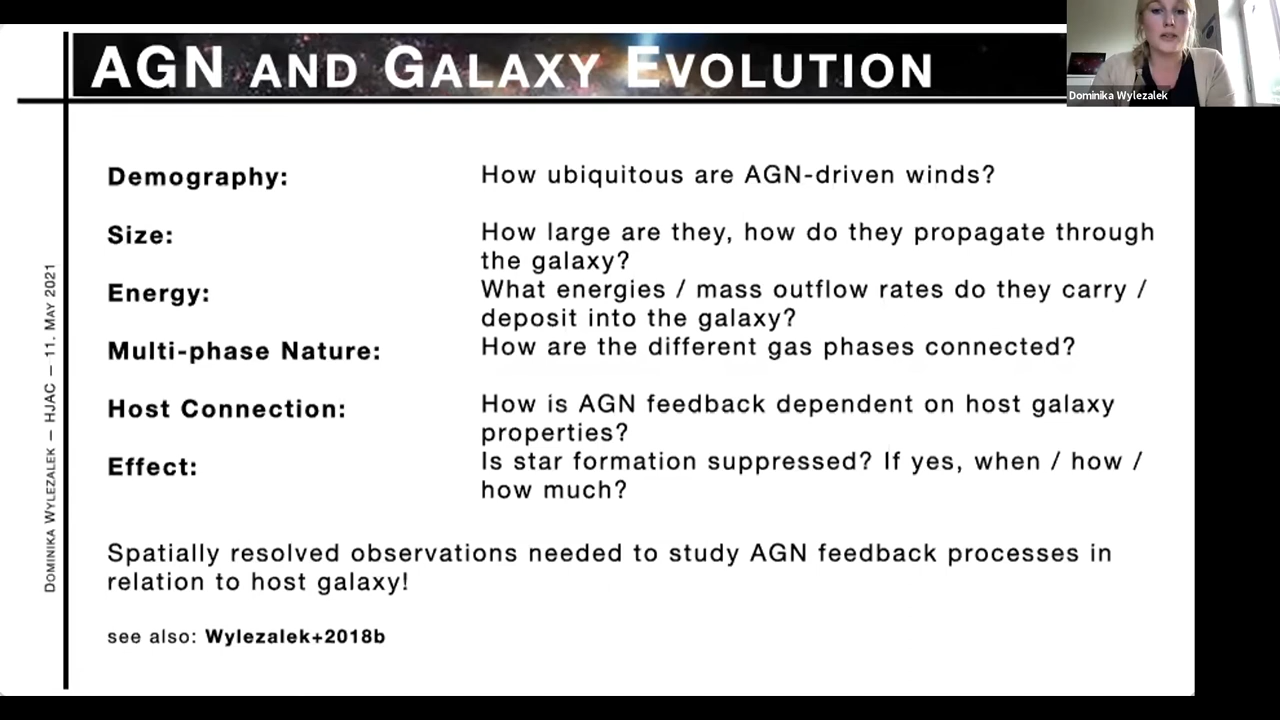 AGN AND GALAXY EVOLUTION
Dominika Wylezalek
Demography:
How ubiquitous are AGN-driven winds?
Size:
How large are they, how do they propagate through
the galaxy?
Energy:
What energies / mass outflow rates do they carry /
deposit into the galaxy?
Multi-phase Nature:
How are the different gas phases connected?
Host Connection:
How is AGN feedback dependent on host galaxy
properties?
Effect:
Is star formation suppressed? If yes, when / how /
how much?
Spatially resolved observations needed to study AGN feedback processes in
relation to host galaxy!
see also: Wylezalek+2018b
DOMINIKA WYLEZALEK — HJAC — 11. MAY 2021